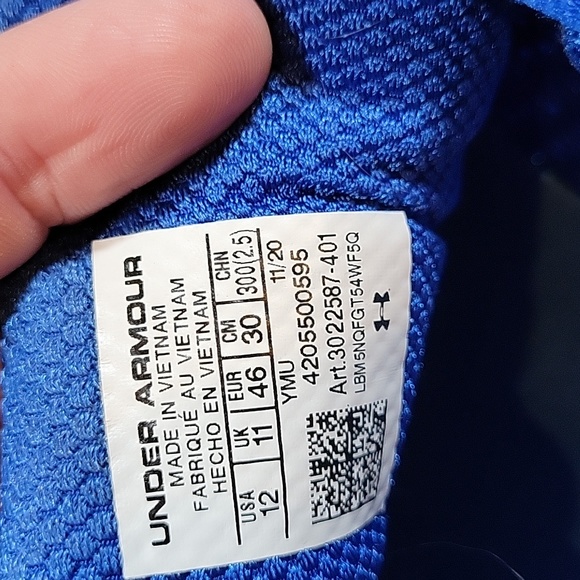 UNDER ARMOUR
MADE IN VIETNAM
FABRIQUÉ AU VIETNAM
HECHO EN VIETNAM
USA UK EUR CM CHN
12 11 46 30 300(2.5)
YMU 11/20
4205500595
Art.3022587-401
LBM5NQFGT54WF5Q